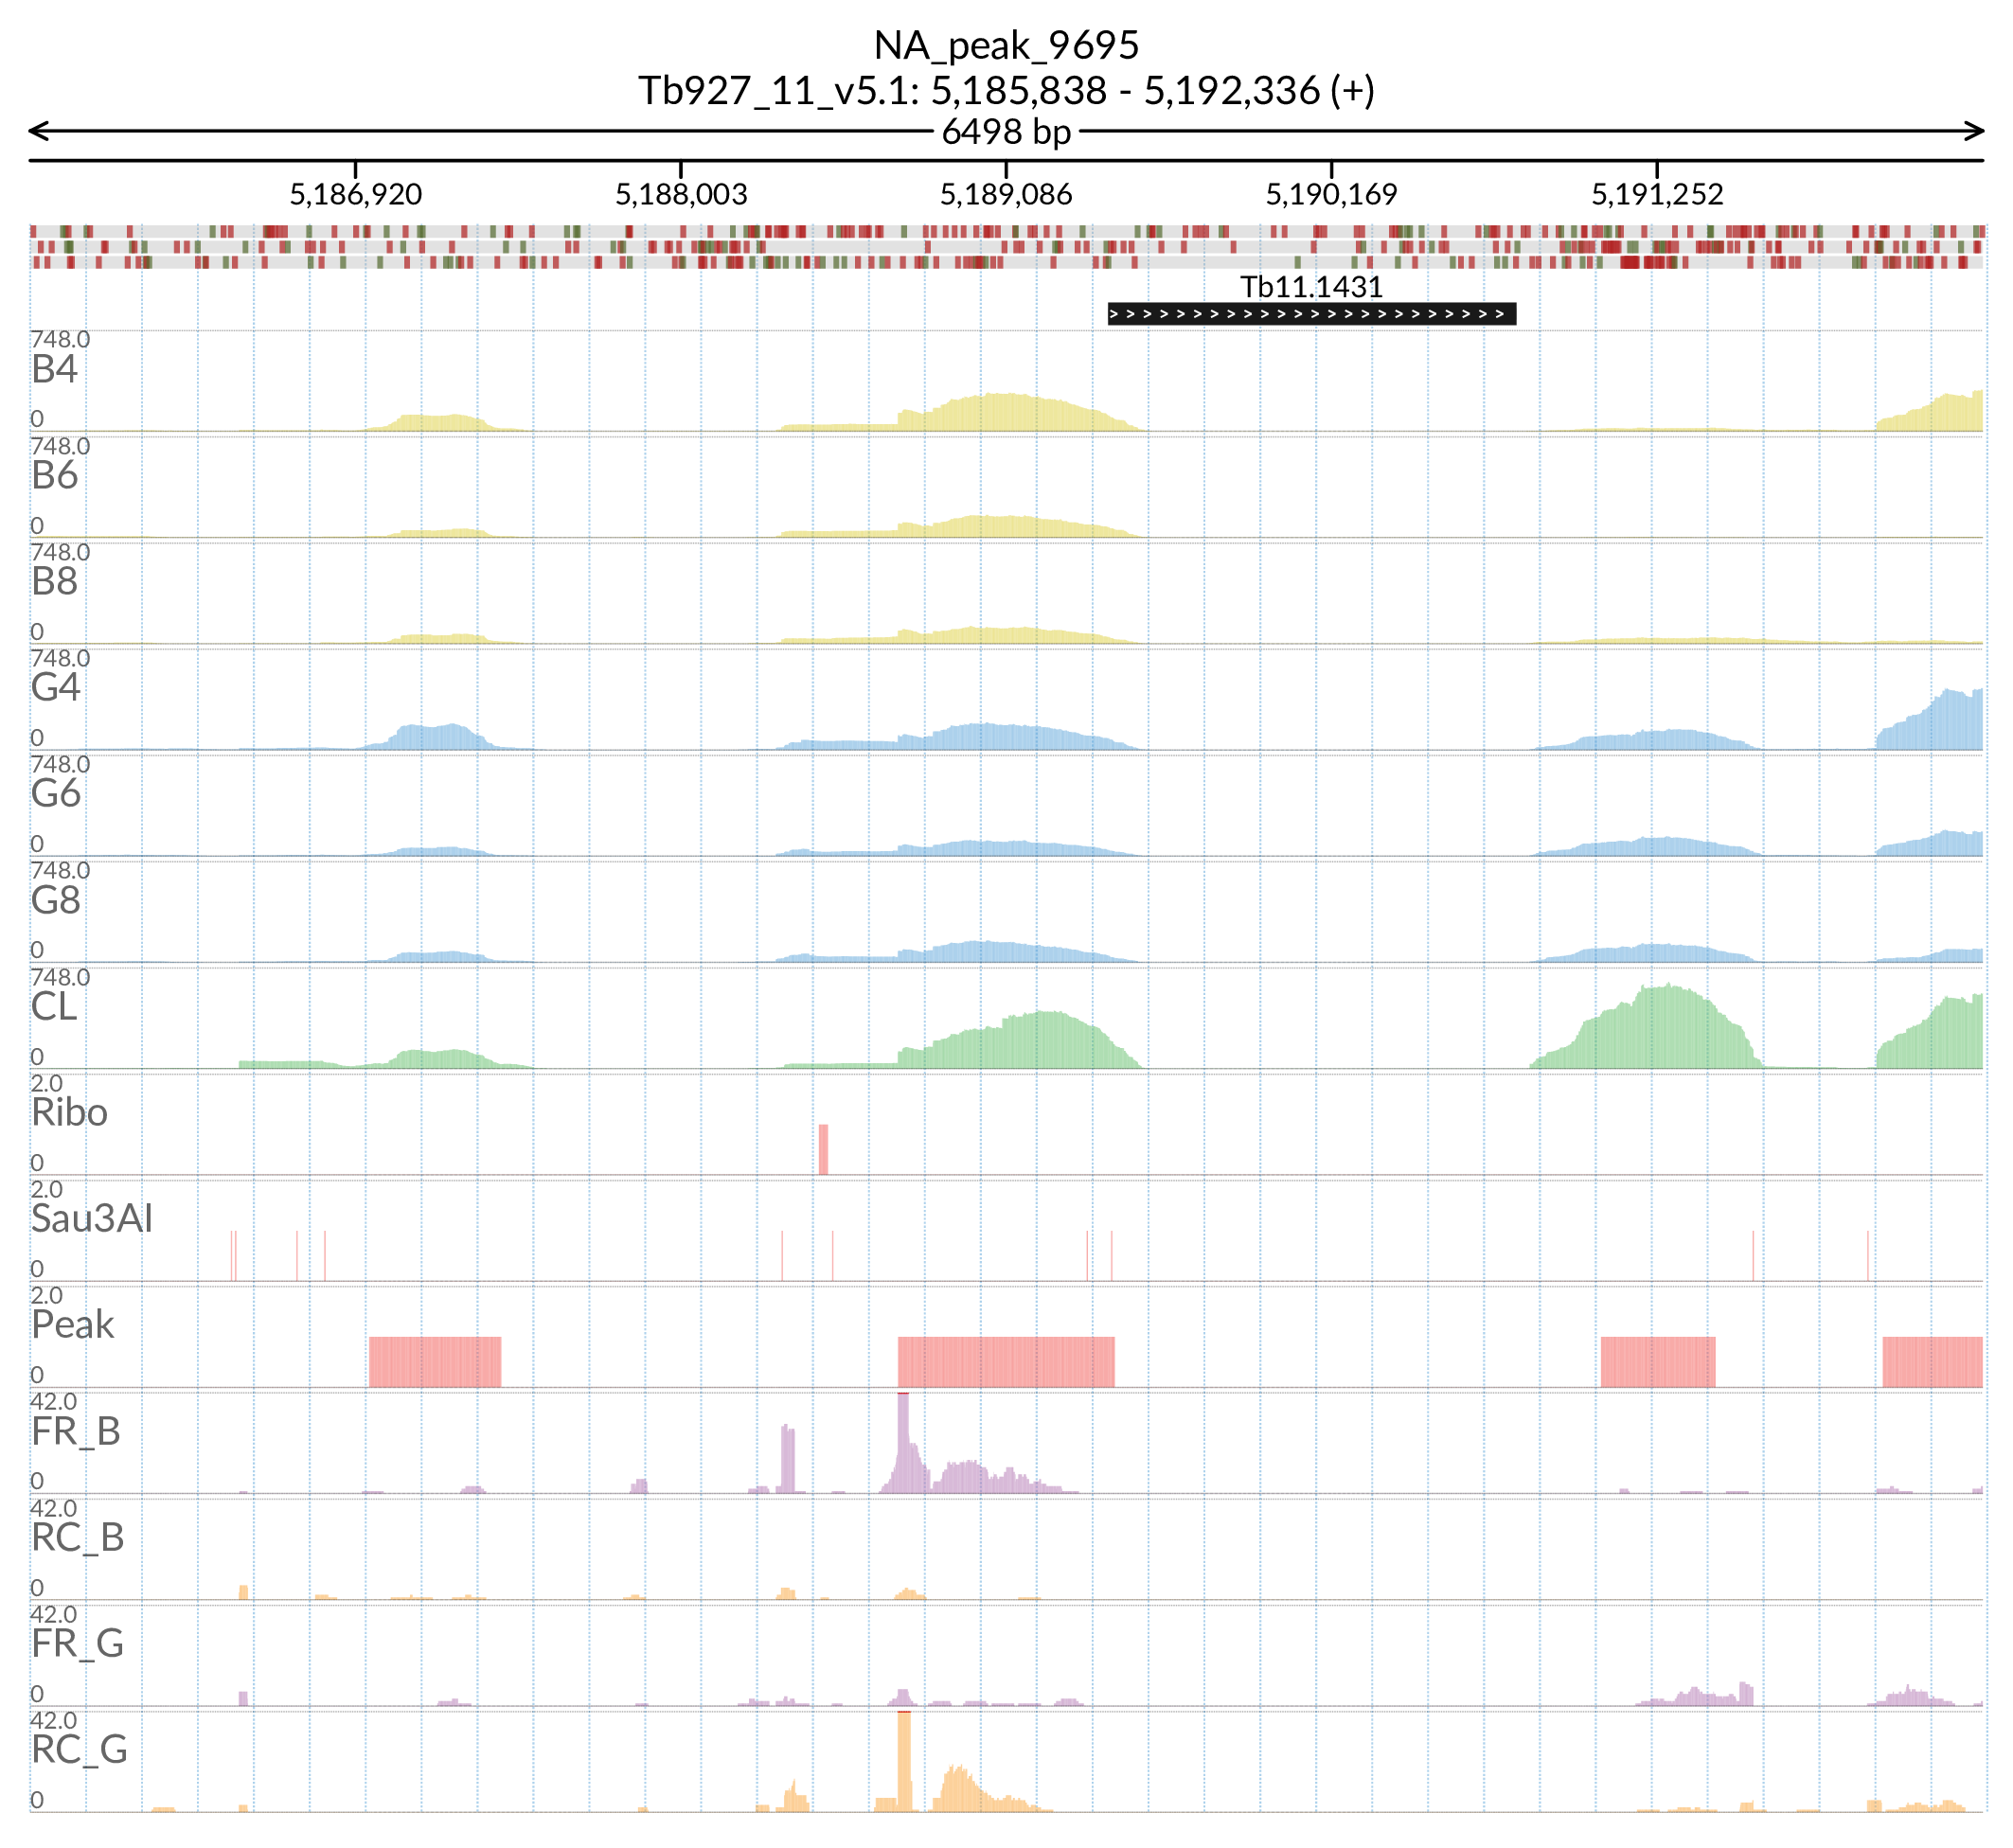 NA_peak_9695
Tb927_11_v5.1: 5,185,838 - 5,192,336 (+)
6498 bp
5,186,920 5,188,003 5,189,086 5,190,169 5,191,252
Tb11.1431
748.0
B4
0
748.0
B6
0
748.0
B8
0
748.0
G4
0
748.0
G6
0
748.0
G8
0
748.0
CL
0
2.0
Ribo
0
2.0
Sau3AI
0
2.0
Peak
0
42.0
FR_B
0
42.0
RC_B
0
42.0
FR_G
0
42.0
RC_G
0